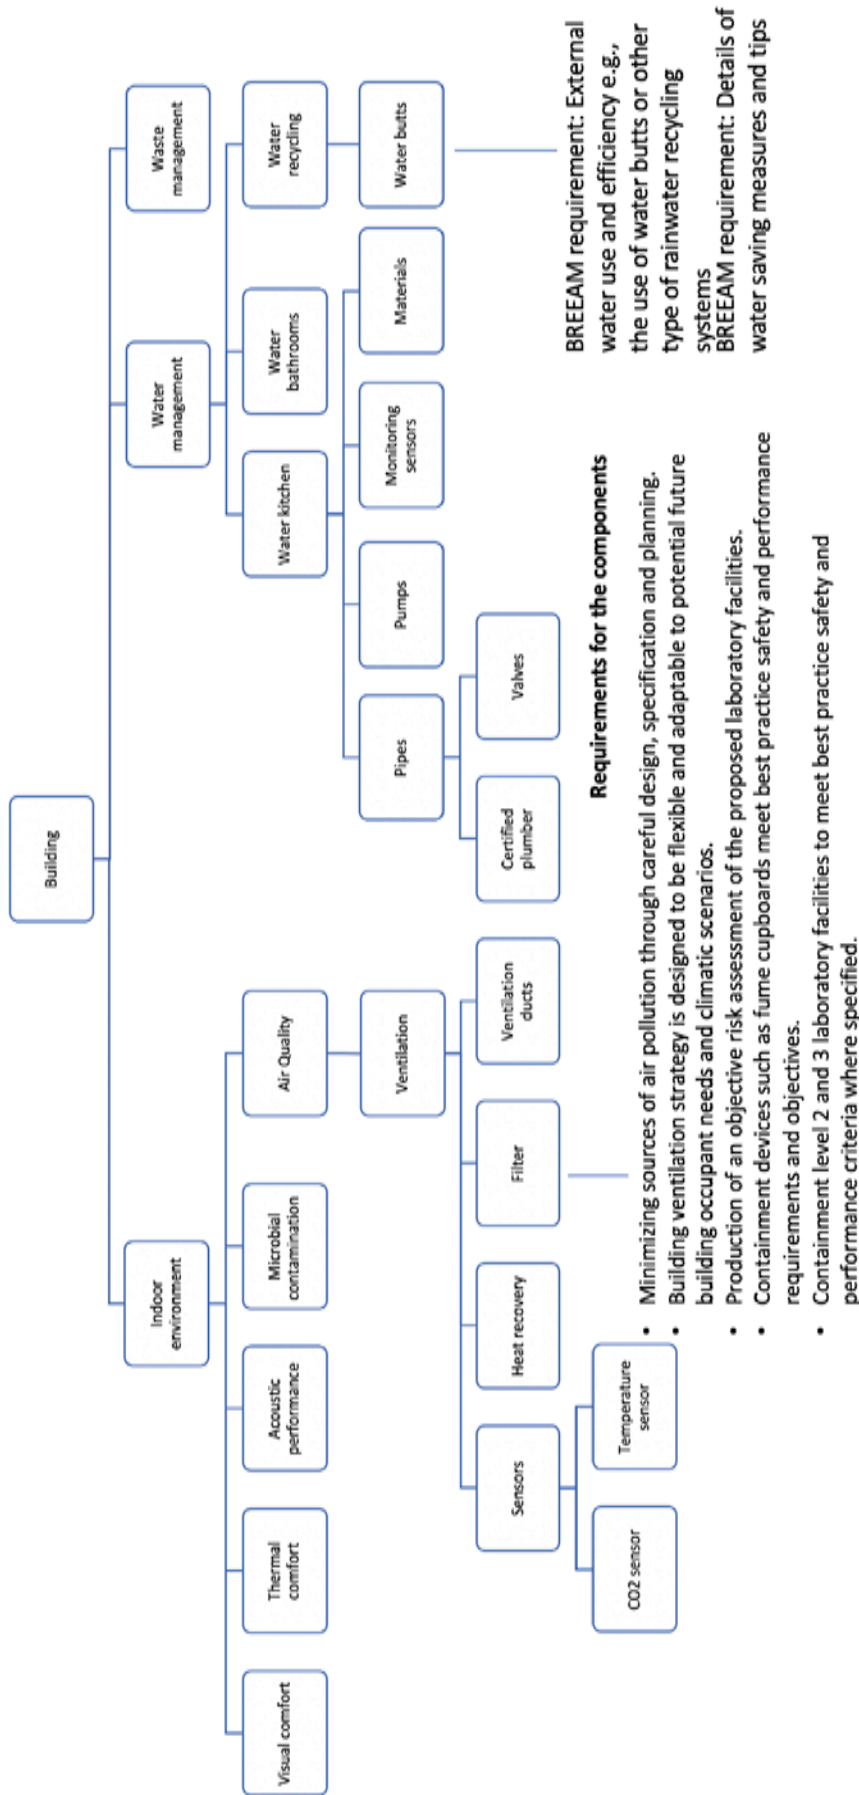 Building
Indoor
environment
Water
management
Waste
management
Visual comfort
Thermal
comfort
Acoustic
performance
Microbial
contamination
Air Quality
Water kitchen
Water
bathrooms
Water
recycling
Ventilation
Pipes
Pumps
Monitoring
sensors
Materials
Water butts
Sensors
Heat recovery
Filter
Ventilation
ducts
Certified
plumber
Valves
CO2 sensor
Temperature
sensor
BREEAM requirement: External
water use and efficiency e.g.,
the use of water butts or other
type of rainwater recycling
systems
BREEAM requirement: Details of
water saving measures and tips
Requirements for the components
• Minimizing sources of air pollution through careful design, specification and planning.
• Building ventilation strategy is designed to be flexible and adaptable to potential future
building occupant needs and climatic scenarios.
• Production of an objective risk assessment of the proposed laboratory facilities.
• Containment devices such as fume cupboards meet best practice safety and performance
requirements and objectives.
• Containment level 2 and 3 laboratory facilities to meet best practice safety and
performance criteria where specified.